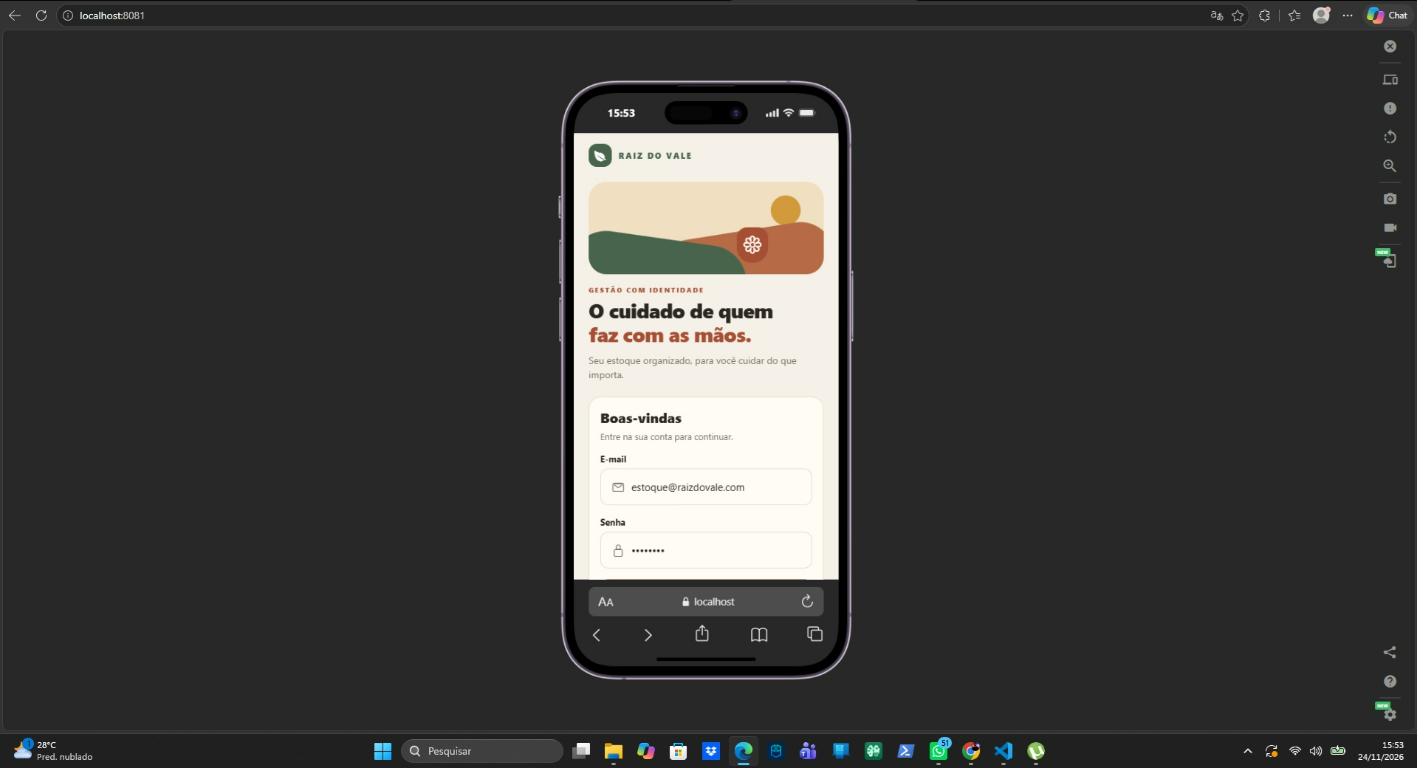 localhost:8081
Chat
15:53
RAIZ DO VALE
GESTÃO COM IDENTIDADE
O cuidado de quem
faz com as mãos.
Seu estoque organizado, para você cuidar do que
importa.
Boas-vindas
Entre na sua conta para continuar.
E-mail
estoque@raizdovale.com
Senha
••••••••
AA
localhost
NEW
NEW
1
28°C
Pred. nublado
Pesquisar
51
15:53
24/11/2026